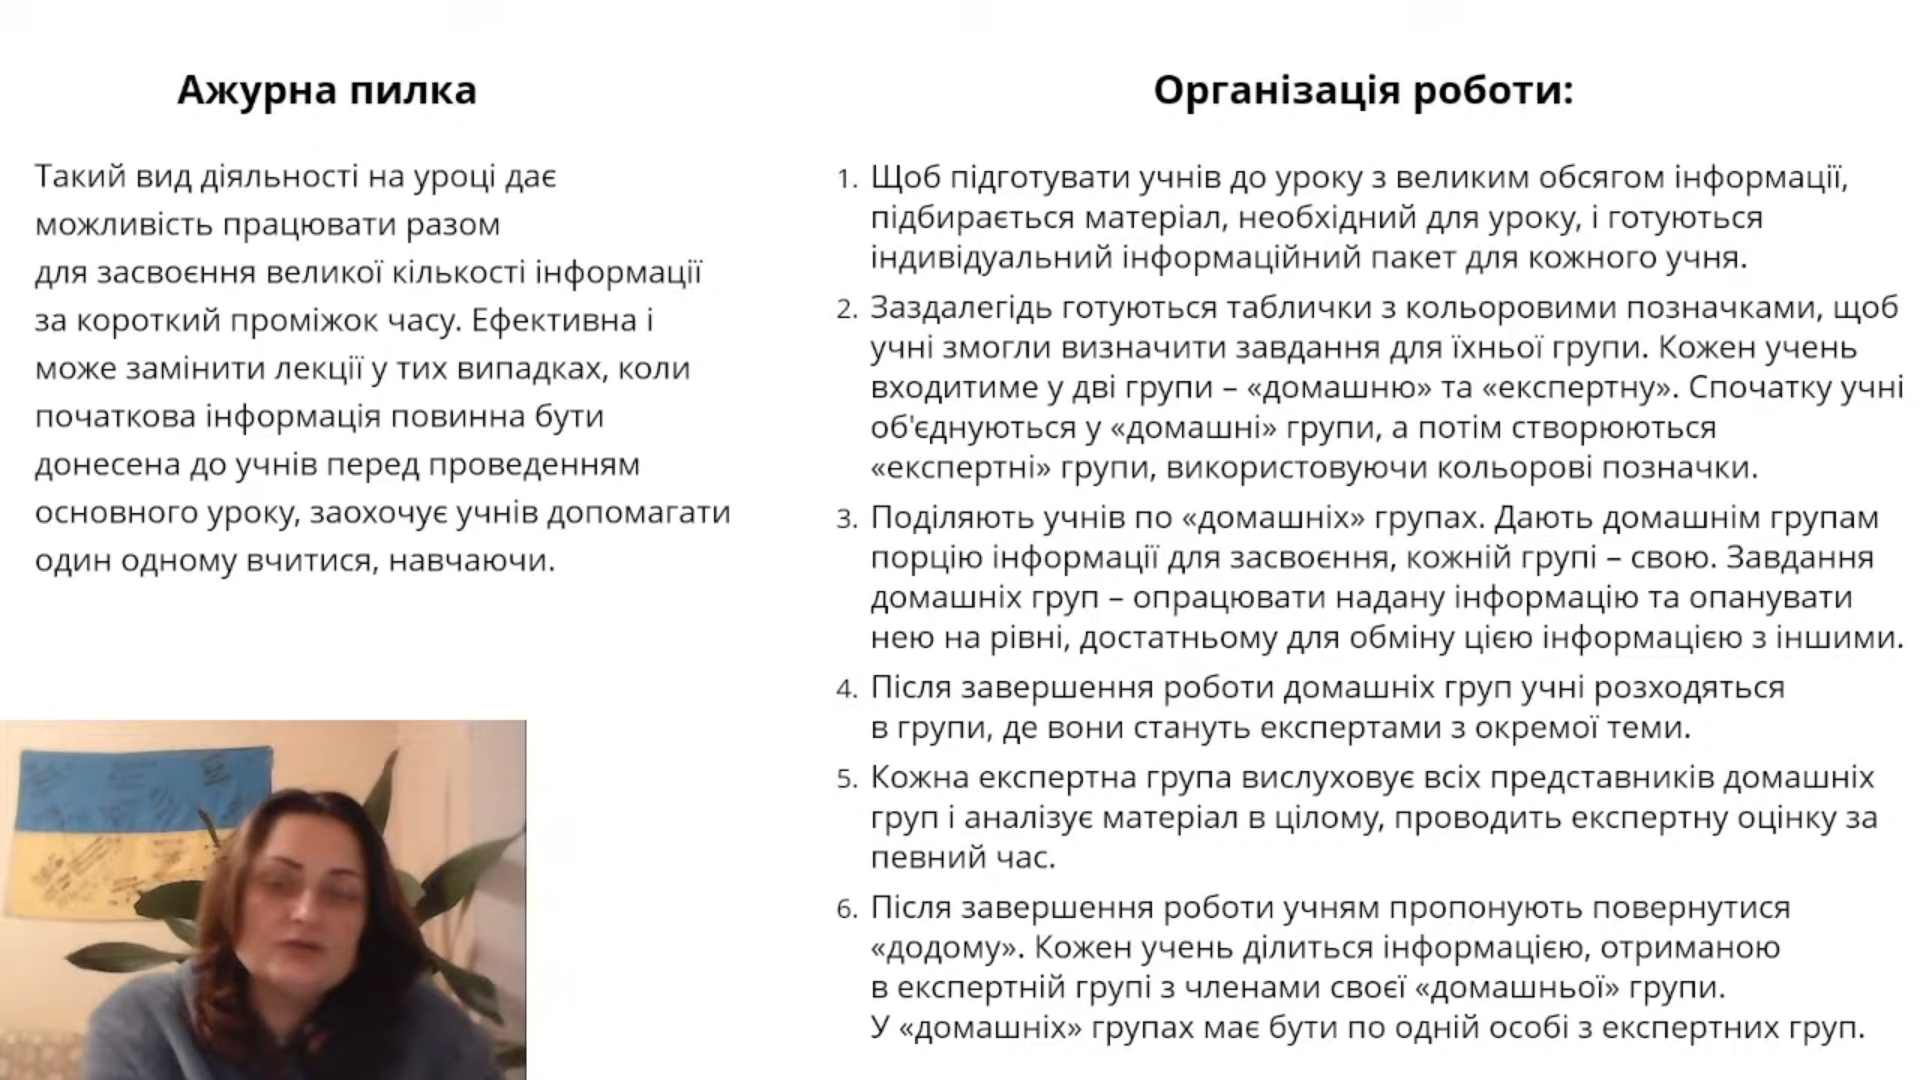 Ажурна пилка
Такий вид діяльності на уроці дає
можливість працювати разом
для засвоєння великої кількості інформації
за короткий проміжок часу. Ефективна і
може замінити лекції у тих випадках, коли
початкова інформація повинна бути
донесена до учнів перед проведенням
основного уроку, заохочує учнів допомагати
один одному вчитися, навчаючи.
Організація роботи:
1. Щоб підготувати учнів до уроку з великим обсягом інформації,
підбирається матеріал, необхідний для уроку, і готуються
індивідуальний інформаційний пакет для кожного учня.
2. Заздалегідь готуються таблички з кольоровими позначками, щоб
учні змогли визначити завдання для їхньої групи. Кожен учень
входитиме у дві групи – «домашню» та «експертну». Спочатку учні
об'єднуються у «домашні» групи, а потім створюються
«експертні» групи, використовуючи кольорові позначки.
3. Поділяють учнів по «домашніх» групах. Дають домашнім групам
порцію інформації для засвоєння, кожній групі – свою. Завдання
домашніх груп – опрацювати надану інформацію та опанувати
нею на рівні, достатньому для обміну цією інформацією з іншими.
4. Після завершення роботи домашніх груп учні розходяться
в групи, де вони стануть експертами з окремої теми.
5. Кожна експертна група вислуховує всіх представників домашніх
груп і аналізує матеріал в цілому, проводить експертну оцінку за
певний час.
6. Після завершення роботи учням пропонують повернутися
«додому». Кожен учень ділиться інформацією, отриманою
в експертній групі з членами своєї «домашньої» групи.
У «домашніх» групах має бути по одній особі з експертних груп.